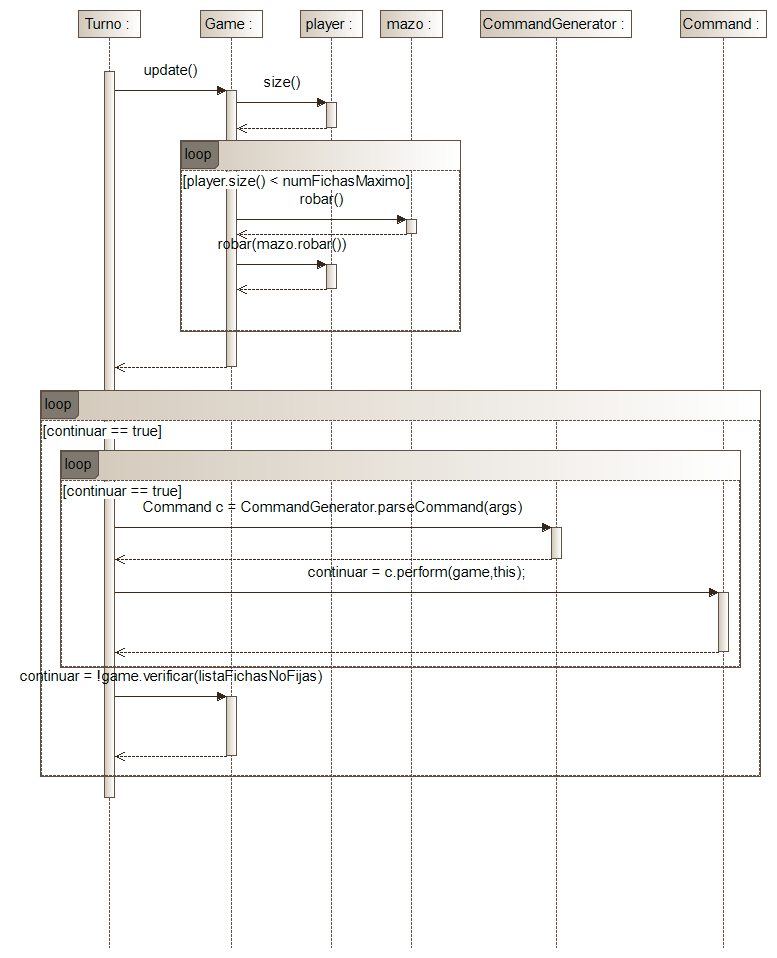 Turno :
Game :
player :
mazo :
CommandGenerator :
Command :
update()
size()
loop
[player.size() < numFichasMaximo]
robar()
robar(mazo.robar())
loop
[continuar == true]
loop
[continuar == true]
Command c = CommandGenerator.parseCommand(args)
continuar = c.perform(game,this);
continuar = !game.verificar(listaFichasNoFijas)